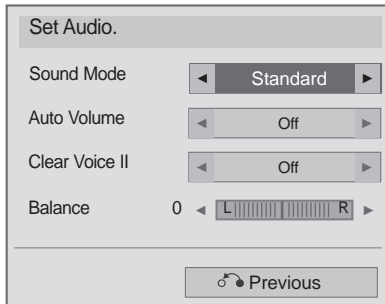 Set Audio.
Sound Mode ◄ Standard ►
Auto Volume ◄ Off ►
Clear Voice II ◄ Off ►
Balance 0 ◄ L R ►
Previous